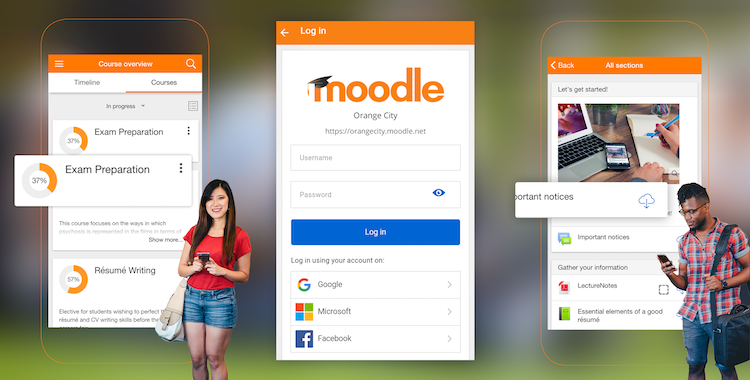 Course overview
Timeline
Courses
In progress
37%
Exam Preparation
37%
Exam Preparation
This course focuses on the ways in which
psychosis is represented in the films in terms of
Show more...
57%
Résumé Writing
Elective for students wishing to perfect
résumé and CV writing skills before the
Log in
moodle
Orange City
https://orangecity.moodle.net
Username
Password
Log in
Log in using your account on:
Google
Microsoft
Facebook
Back
All sections
Let's get started!
portant notices
Important notices
Gather your information
LectureNotes
Essential elements of a good
résumé